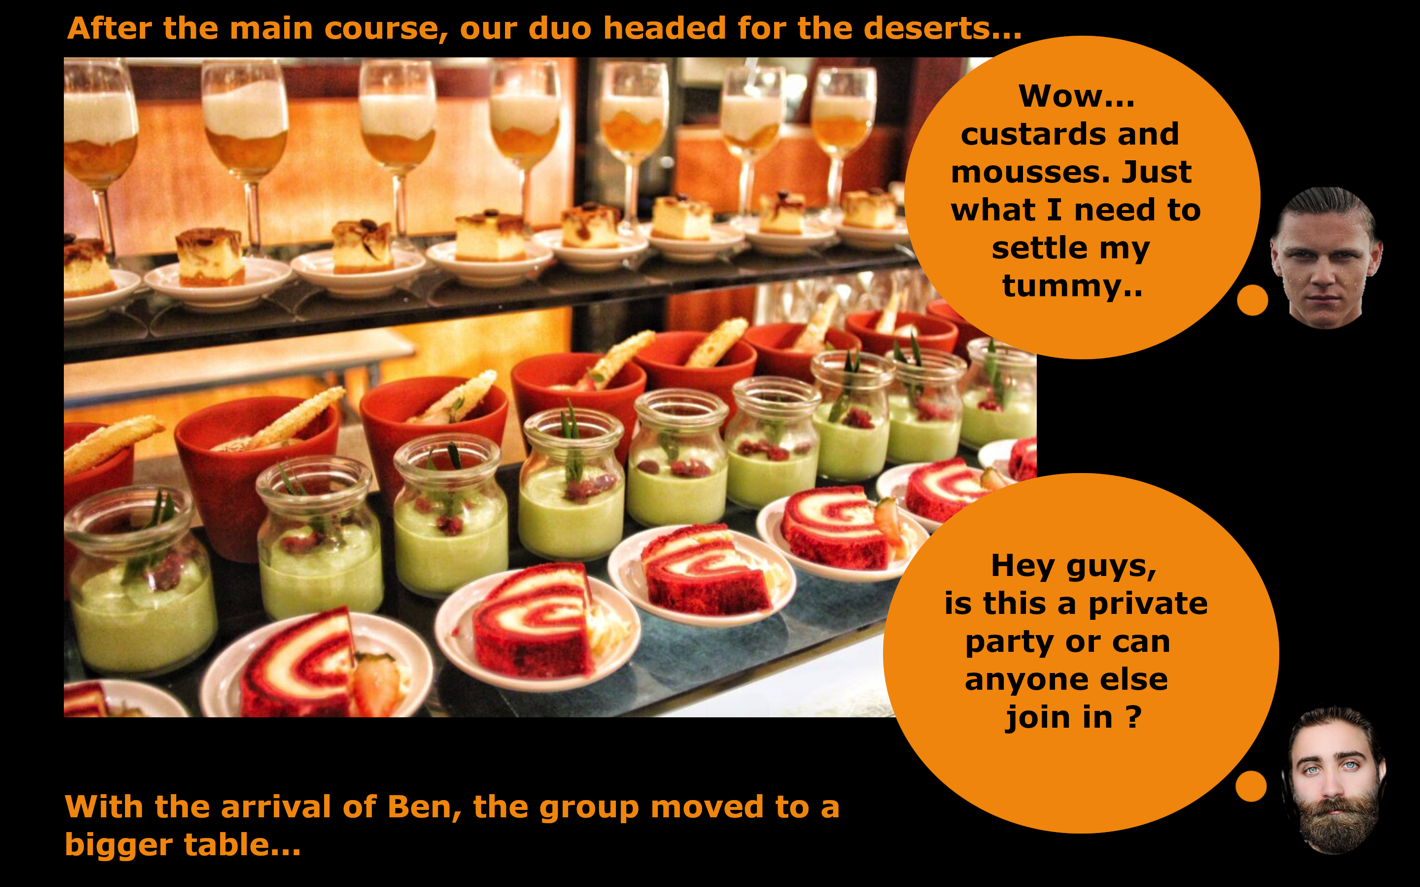 After the main course, our duo headed for the deserts...
Wow...
custards and
mousses. Just
what I need to
settle my
tummy..
Hey guys,
is this a private
party or can
anyone else
join in ?
With the arrival of Ben, the group moved to a
bigger table...